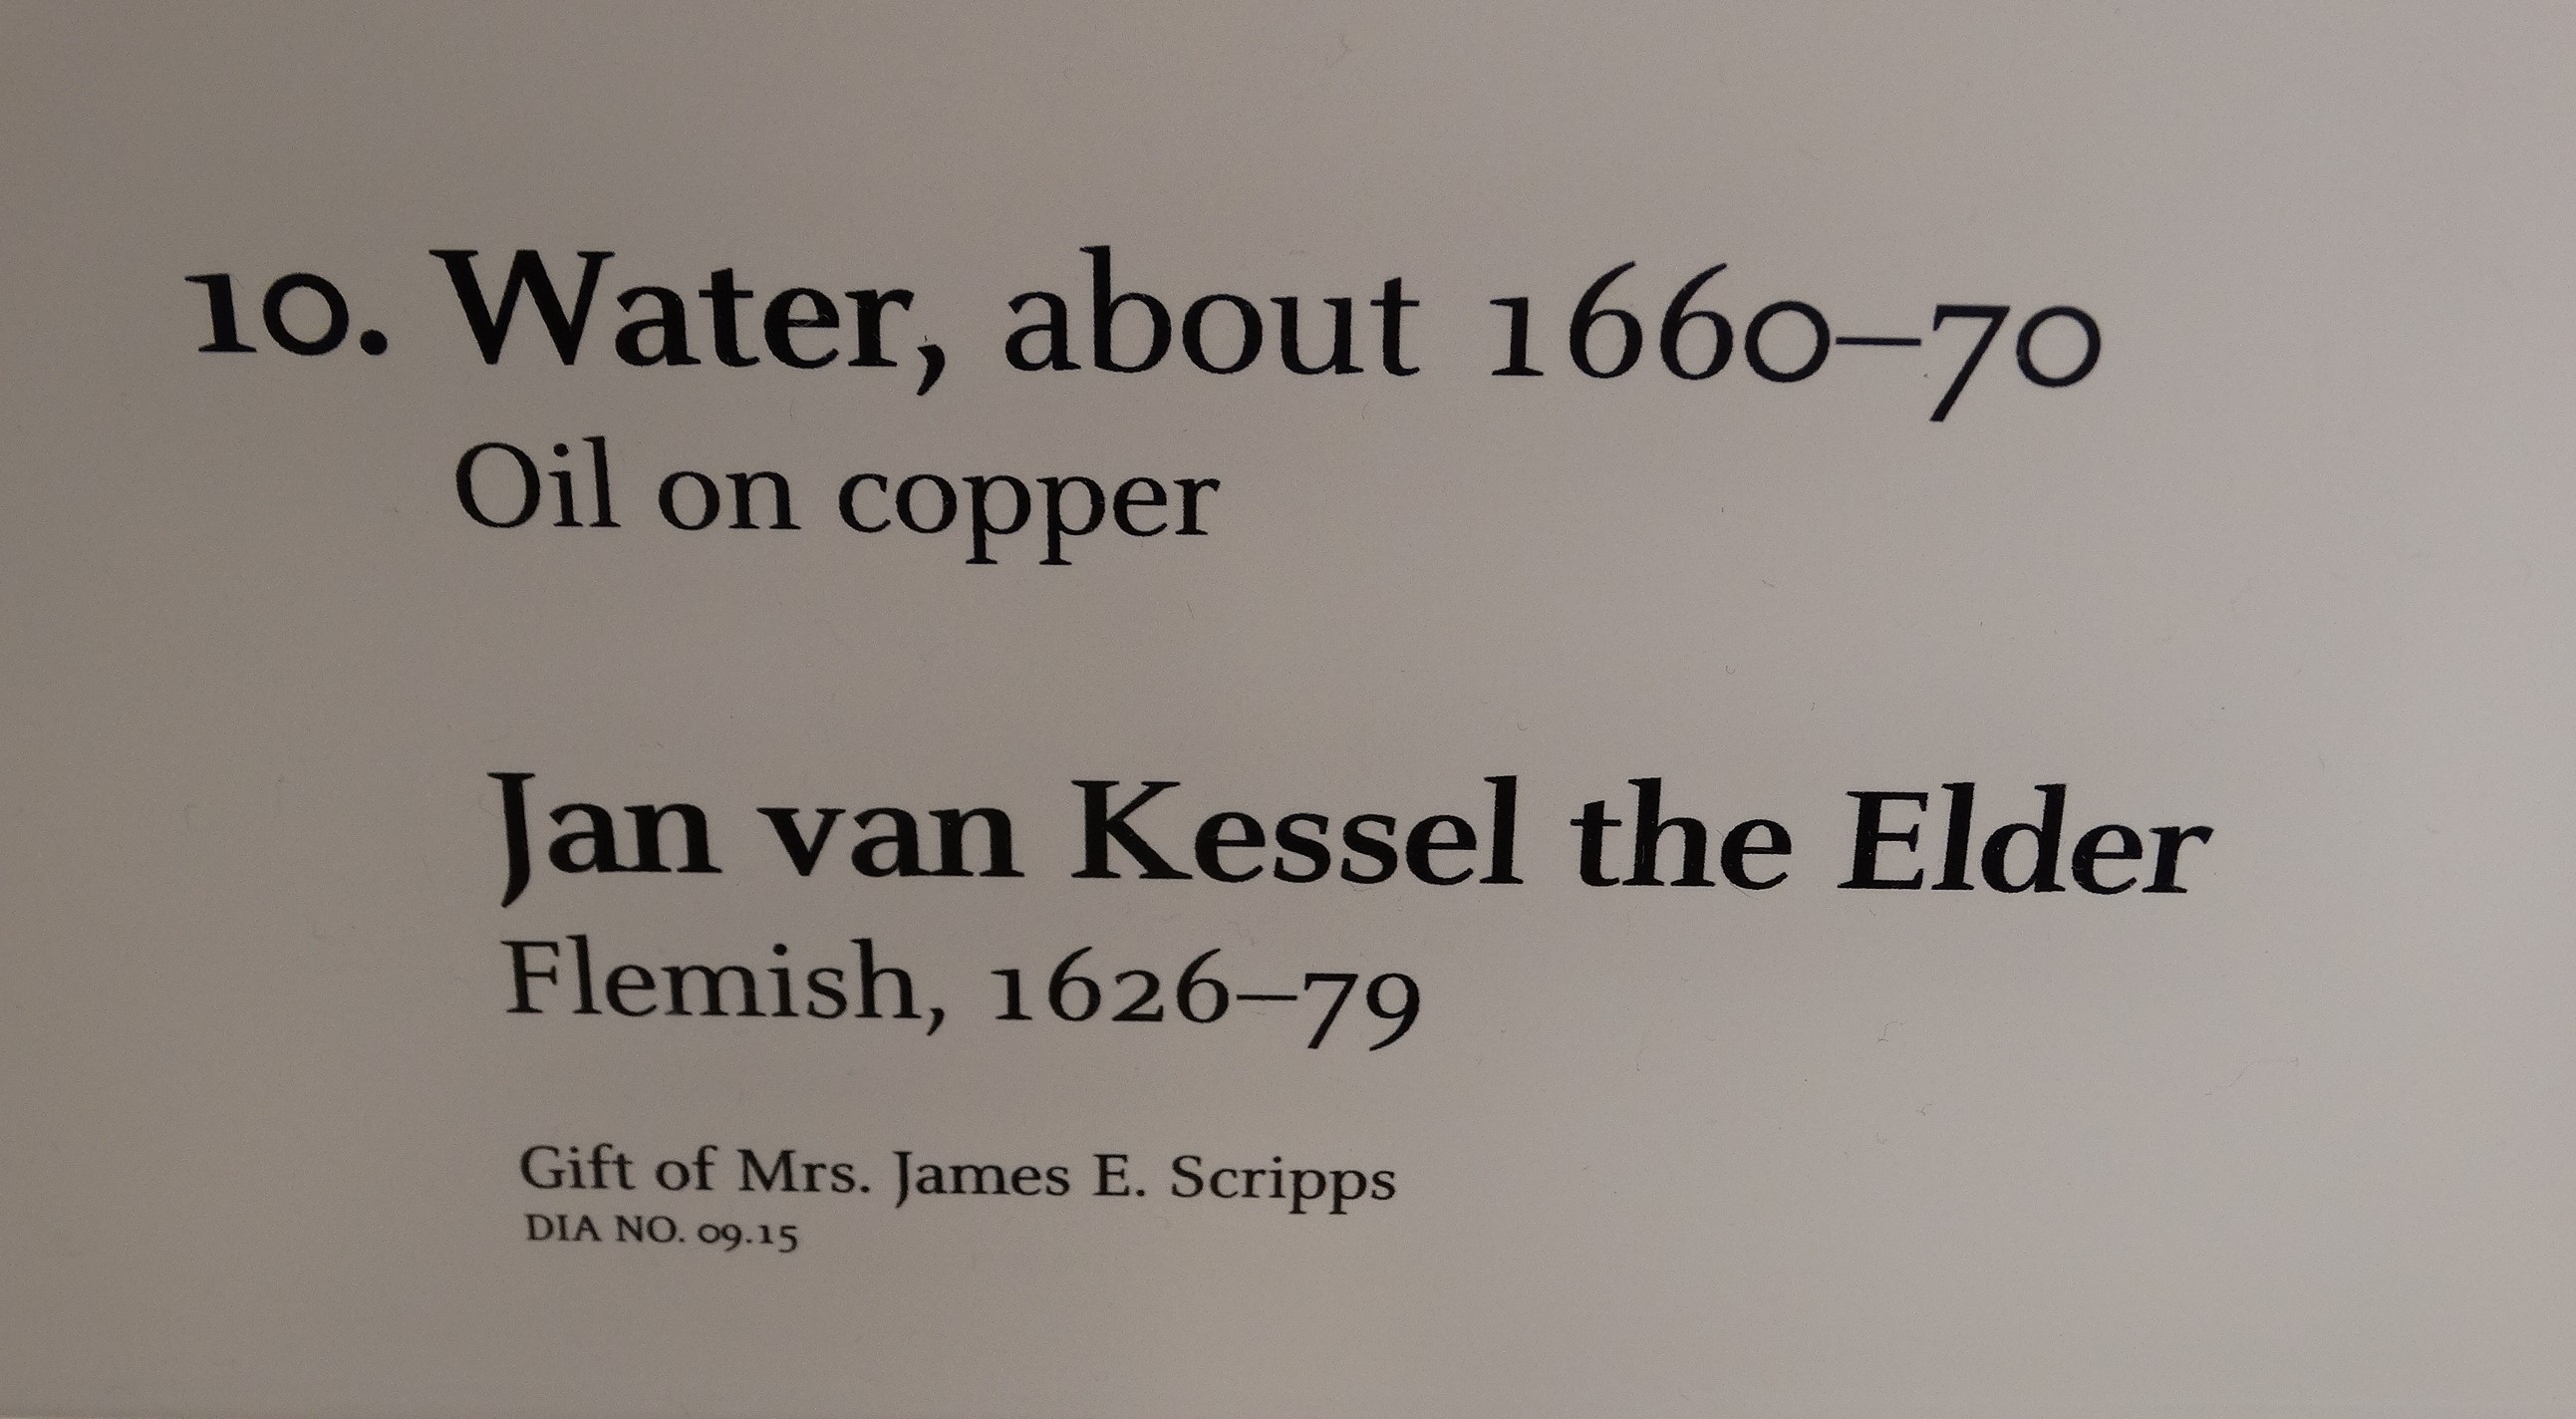 10. Water, about 1660–70
Oil on copper
Jan van Kessel the Elder
Flemish, 1626–79
Gift of Mrs. James E. Scripps
DIA NO. 09.15